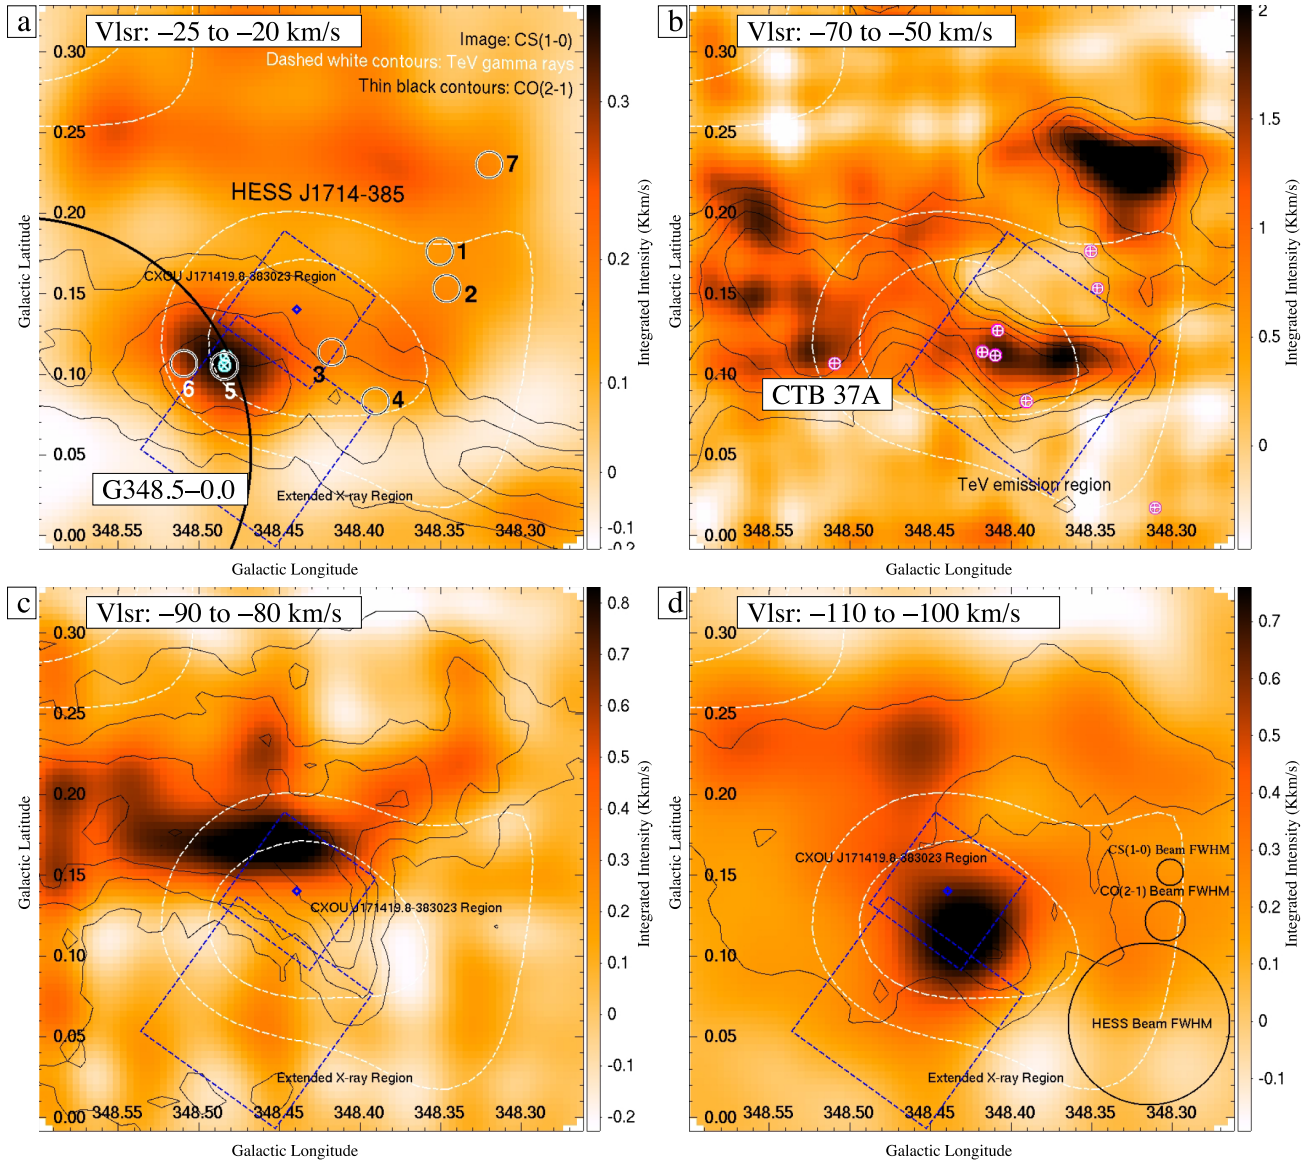 a
Vlsr: −25 to −20 km/s
Image: CS(1-0)
Dashed white contours: TeV gamma rays
Thin black contours: CO(2-1)
HESS J1714-385
CXOU J171419.8-383023 Region
7
1
2
3
4
5
6
G348.5−0.0
Extended X-ray Region
0.30
0.25
0.20
0.15
0.10
0.05
0.00
348.55
348.50
348.45
348.40
348.35
348.30
Galactic Latitude
Galactic Longitude
0.3
0.2
0.1
0
-0.1
Integrated Intensity (Kkm/s)
b
Vlsr: −70 to −50 km/s
CTB 37A
TeV emission region
0.30
0.25
0.20
0.15
0.10
0.05
0.00
348.55
348.50
348.45
348.40
348.35
348.30
Galactic Latitude
Galactic Longitude
2
1.5
1
0.5
0
Integrated Intensity (Kkm/s)
c
Vlsr: −90 to −80 km/s
CXOU J171419.8-383023 Region
Extended X-ray Region
0.30
0.25
0.20
0.15
0.10
0.05
0.00
348.55
348.50
348.45
348.40
348.35
348.30
Galactic Latitude
Galactic Longitude
0.8
0.7
0.6
0.5
0.4
0.3
0.2
0.1
0
-0.1
-0.2
Integrated Intensity (Kkm/s)
d
Vlsr: −110 to −100 km/s
CXOU J171419.8-383023 Region
CS(1-0) Beam FWHM
CO(2-1) Beam FWHM
HESS Beam FWHM
Extended X-ray Region
0.30
0.25
0.20
0.15
0.10
0.05
0.00
348.55
348.50
348.45
348.40
348.35
348.30
Galactic Latitude
Galactic Longitude
0.7
0.6
0.5
0.4
0.3
0.2
0.1
0
-0.1
Integrated Intensity (Kkm/s)